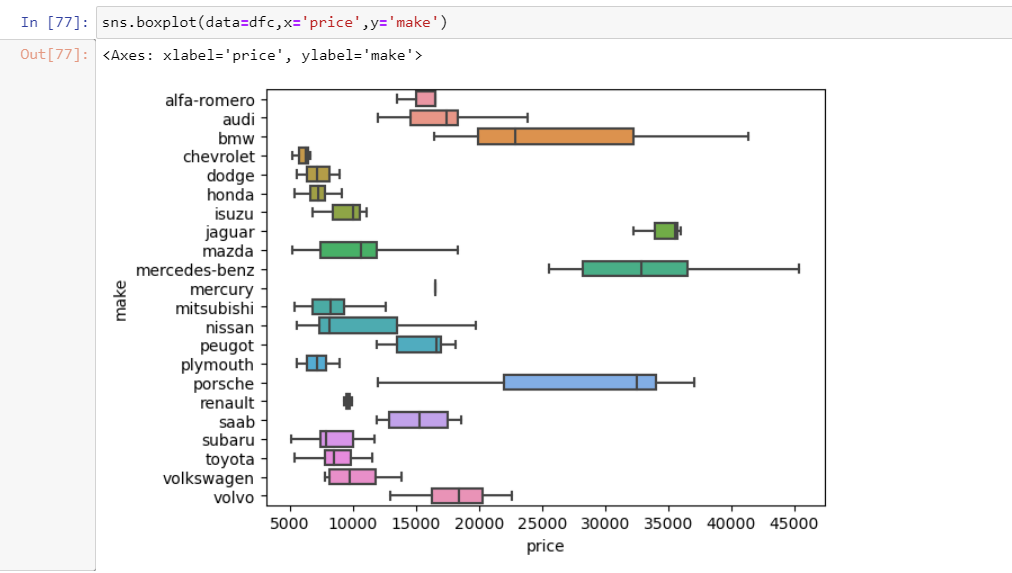 In [77]: sns.boxplot(data=dfc,x='price',y='make')
Out[77]: <Axes: xlabel='price', ylabel='make'>
alfa-romero
audi
bmw
chevrolet
dodge
honda
isuzu
jaguar
mazda
mercedes-benz
mercury
mitsubishi
nissan
peugot
plymouth
porsche
renault
saab
subaru
toyota
volkswagen
volvo
make
5000 10000 15000 20000 25000 30000 35000 40000 45000
price